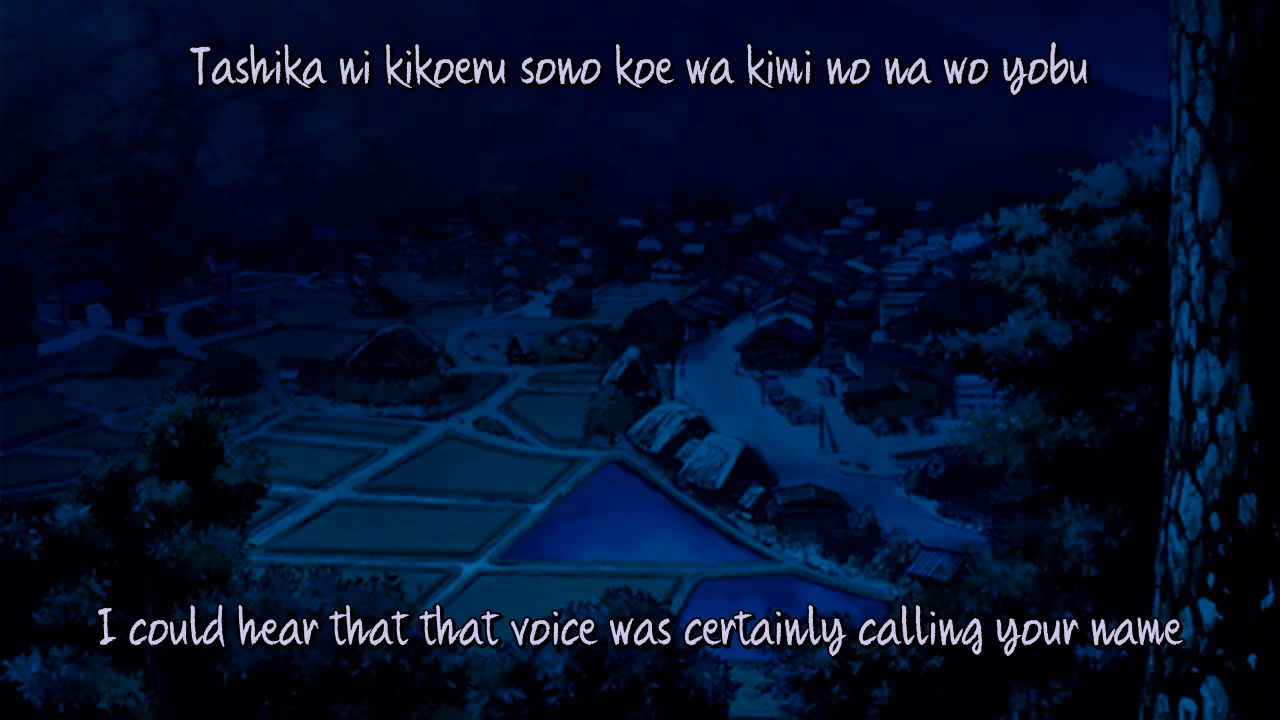 Tashika ni kikoeru sono koe wa kimi no na wo yobu
I could hear that that voice was certainly calling your name